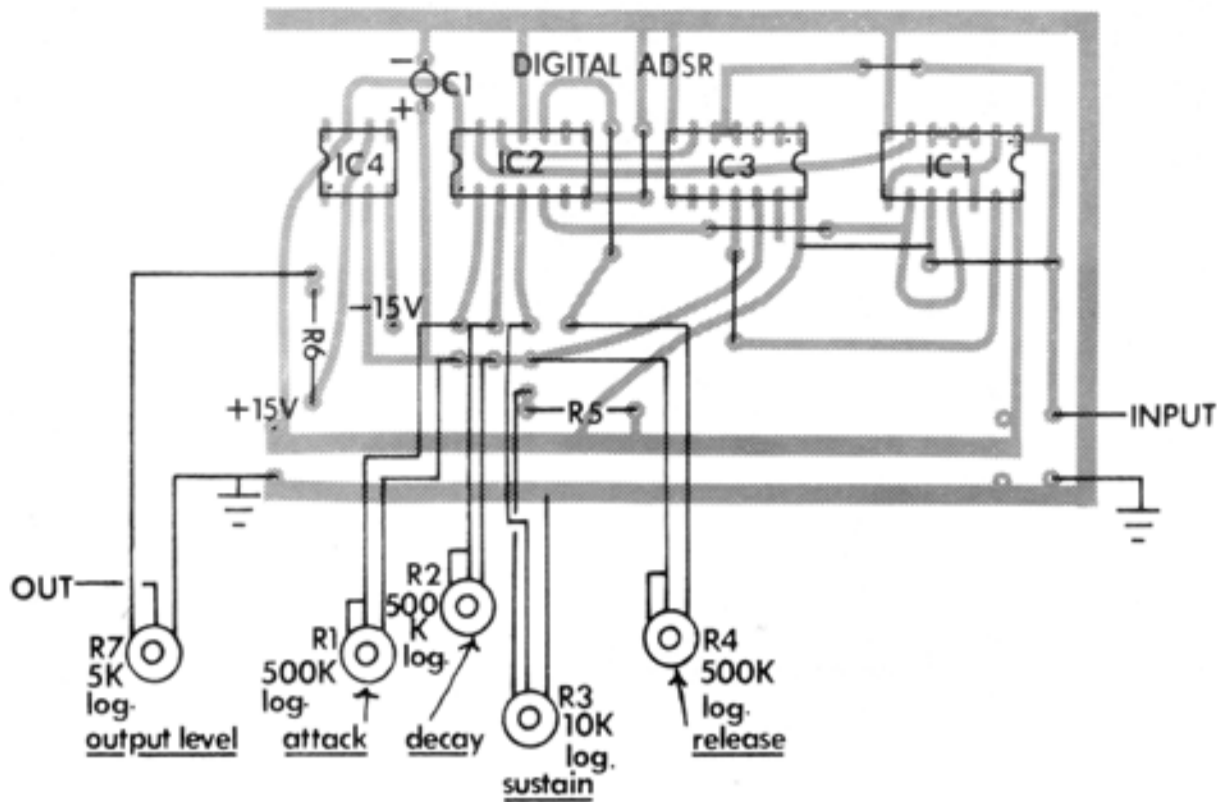 DIGITAL ADSR
-
C1
+
IC4
IC2
IC3
IC1
-15V
R6
+15V
R5
INPUT
OUT
R7
5K
log.
output level
R1
500K
log.
attack
R2
500
K
log.
decay
R3
10K
log.
sustain
R4
500K
log.
release